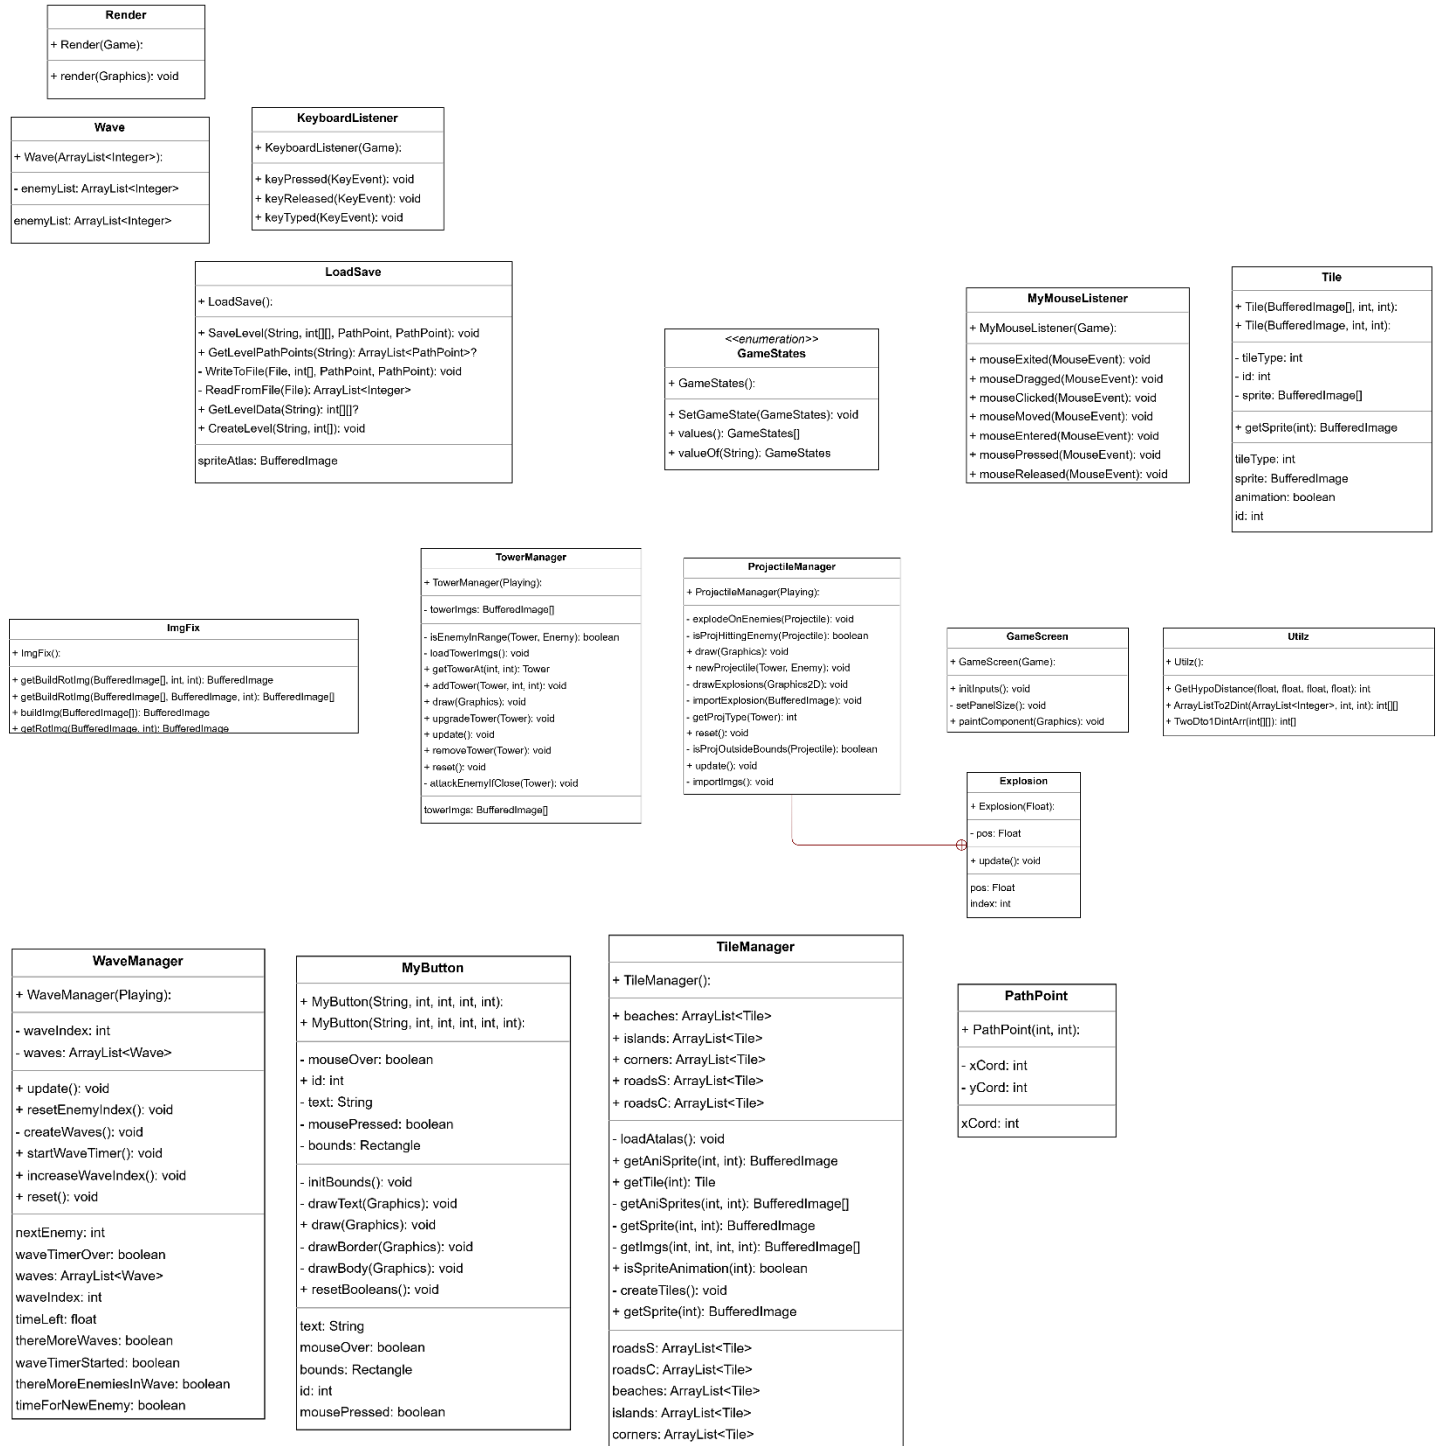 Render
+ Render(Game):
+ render(Graphics): void
Wave
+ Wave(ArrayList<Integer>):
- enemyList: ArrayList<Integer>
enemyList: ArrayList<Integer>
KeyboardListener
+ KeyboardListener(Game):
+ keyPressed(KeyEvent): void
+ keyReleased(KeyEvent): void
+ keyTyped(KeyEvent): void
LoadSave
+ LoadSave():
+ SaveLevel(String, int[][], PathPoint, PathPoint): void
+ GetLevelPathPoints(String): ArrayList<PathPoint>?
- WriteToFile(File, int[], PathPoint, PathPoint): void
- ReadFromFile(File): ArrayList<Integer>
+ GetLevelData(String): int[][]?
+ CreateLevel(String, int[]): void
spriteAtlas: BufferedImage
<<enumeration>>
GameStates
+ GameStates():
+ SetGameState(GameStates): void
+ values(): GameStates[]
+ valueOf(String): GameStates
MyMouseListener
+ MyMouseListener(Game):
+ mouseExited(MouseEvent): void
+ mouseDragged(MouseEvent): void
+ mouseClicked(MouseEvent): void
+ mouseMoved(MouseEvent): void
+ mouseEntered(MouseEvent): void
+ mousePressed(MouseEvent): void
+ mouseReleased(MouseEvent): void
Tile
+ Tile(BufferedImage[], int, int):
+ Tile(BufferedImage, int, int):
- tileType: int
- id: int
- sprite: BufferedImage[]
+ getSprite(int): BufferedImage
tileType: int
sprite: BufferedImage
animation: boolean
id: int
ImgFix
+ ImgFix():
+ getBuildRotImg(BufferedImage[], int, int): BufferedImage
+ getBuildRotImg(BufferedImage[], BufferedImage, int): BufferedImage[]
+ buildImg(BufferedImage[]): BufferedImage
+ getRotImg(BufferedImage, int): BufferedImage
TowerManager
+ TowerManager(Playing):
- towerImgs: BufferedImage[]
- isEnemyInRange(Tower, Enemy): boolean
- loadTowerImgs(): void
+ getTowerAt(int, int): Tower
+ addTower(Tower, int, int): void
+ draw(Graphics): void
+ upgradeTower(Tower): void
+ update(): void
+ removeTower(Tower): void
+ reset(): void
- attackEnemyIfClose(Tower): void
towerImgs: BufferedImage[]
ProjectileManager
+ ProjectileManager(Playing):
- explodeOnEnemies(Projectile): void
- isProjHittingEnemy(Projectile): boolean
+ draw(Graphics): void
+ newProjectile(Tower, Enemy): void
- drawExplosions(Graphics2D): void
- importExplosion(BufferedImage): void
- getProjType(Tower): int
+ reset(): void
- isProjOutsideBounds(Projectile): boolean
+ update(): void
- importImgs(): void
GameScreen
+ GameScreen(Game):
+ initInputs(): void
- setPanelSize(): void
+ paintComponent(Graphics): void
Utilz
+ Utilz():
+ GetHypoDistance(float, float, float, float): int
+ ArrayListTo2Dint(ArrayList<Integer>, int, int): int[][]
+ TwoDto1DintArr(int[][]): int[]
Explosion
+ Explosion(Float):
- pos: Float
+ update(): void
pos: Float
index: int
WaveManager
+ WaveManager(Playing):
- waveIndex: int
- waves: ArrayList<Wave>
+ update(): void
+ resetEnemyIndex(): void
- createWaves(): void
+ startWaveTimer(): void
+ increaseWaveIndex(): void
+ reset(): void
nextEnemy: int
waveTimerOver: boolean
waves: ArrayList<Wave>
waveIndex: int
timeLeft: float
thereMoreWaves: boolean
waveTimerStarted: boolean
thereMoreEnemiesInWave: boolean
timeForNewEnemy: boolean
MyButton
+ MyButton(String, int, int, int, int):
+ MyButton(String, int, int, int, int, int):
- mouseOver: boolean
+ id: int
- text: String
- mousePressed: boolean
- bounds: Rectangle
- initBounds(): void
- drawText(Graphics): void
+ draw(Graphics): void
- drawBorder(Graphics): void
- drawBody(Graphics): void
+ resetBooleans(): void
text: String
mouseOver: boolean
bounds: Rectangle
id: int
mousePressed: boolean
TileManager
+ TileManager():
+ beaches: ArrayList<Tile>
+ islands: ArrayList<Tile>
+ corners: ArrayList<Tile>
+ roadsS: ArrayList<Tile>
+ roadsC: ArrayList<Tile>
- loadAtalas(): void
+ getAniSprite(int, int): BufferedImage
+ getTile(int): Tile
- getAniSprites(int, int): BufferedImage[]
- getSprite(int, int): BufferedImage
- getImgs(int, int, int, int): BufferedImage[]
+ isSpriteAnimation(int): boolean
- createTiles(): void
+ getSprite(int): BufferedImage
roadsS: ArrayList<Tile>
roadsC: ArrayList<Tile>
beaches: ArrayList<Tile>
islands: ArrayList<Tile>
corners: ArrayList<Tile>
PathPoint
+ PathPoint(int, int):
- xCord: int
- yCord: int
xCord: int